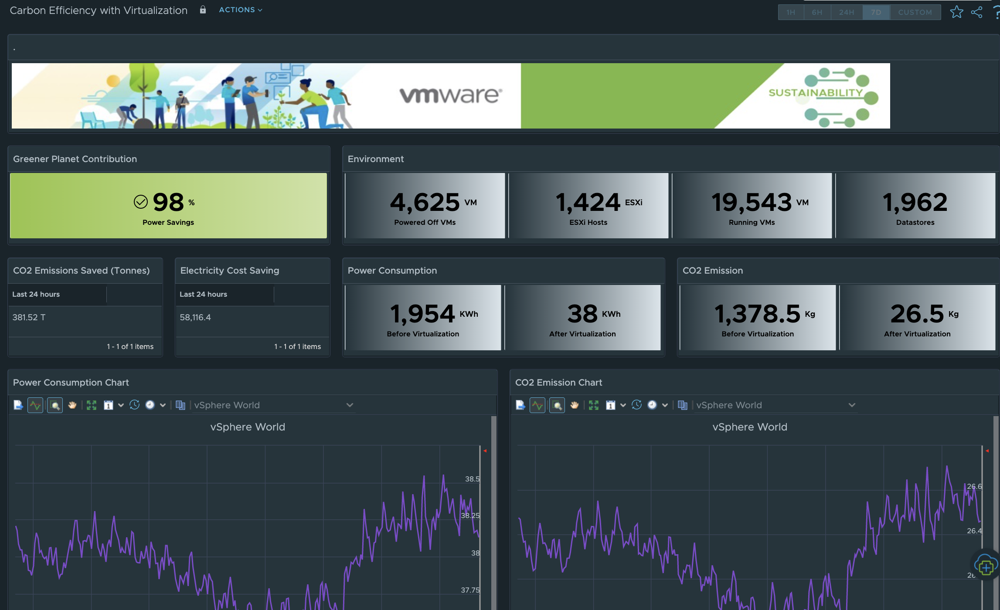 Carbon Efficiency with Virtualization
ACTIONS
1H 6H 24H 7D CUSTOM
.
vmware®
SUSTAINABILITY
Greener Planet Contribution
98 %
Power Savings
Environment
4,625 VM
Powered Off VMs
1,424 ESXi
ESXi Hosts
19,543 VM
Running VMs
1,962
Datastores
CO2 Emissions Saved (Tonnes)
Last 24 hours
381.52 T
1 - 1 of 1 items
Electricity Cost Saving
Last 24 hours
58,116.4
1 - 1 of 1 items
Power Consumption
1,954 KWh
Before Virtualization
38 KWh
After Virtualization
CO2 Emission
1,378.5 Kg
Before Virtualization
26.5 Kg
After Virtualization
Power Consumption Chart
1
vSphere World
vSphere World
38.5
38.25
38
37.75
CO2 Emission Chart
1
vSphere World
vSphere World
26.6
26.4